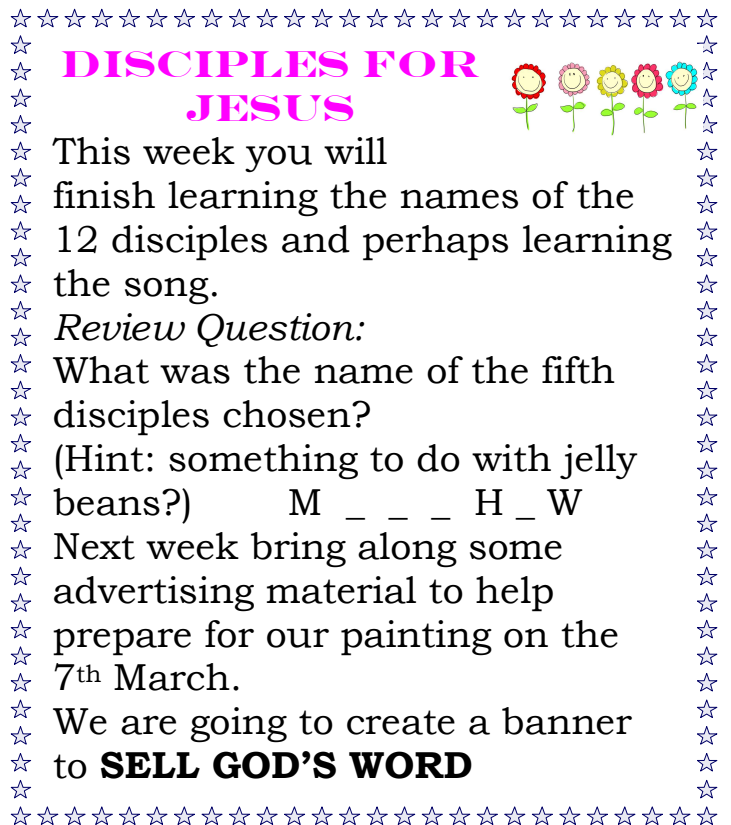 DISCIPLES FOR
JESUS
This week you will
finish learning the names of the
12 disciples and perhaps learning
the song.
Review Question:
What was the name of the fifth
disciples chosen?
(Hint: something to do with jelly
beans?) M _ _ _ H _ W
Next week bring along some
advertising material to help
prepare for our painting on the
7th March.
We are going to create a banner
to SELL GOD'S WORD